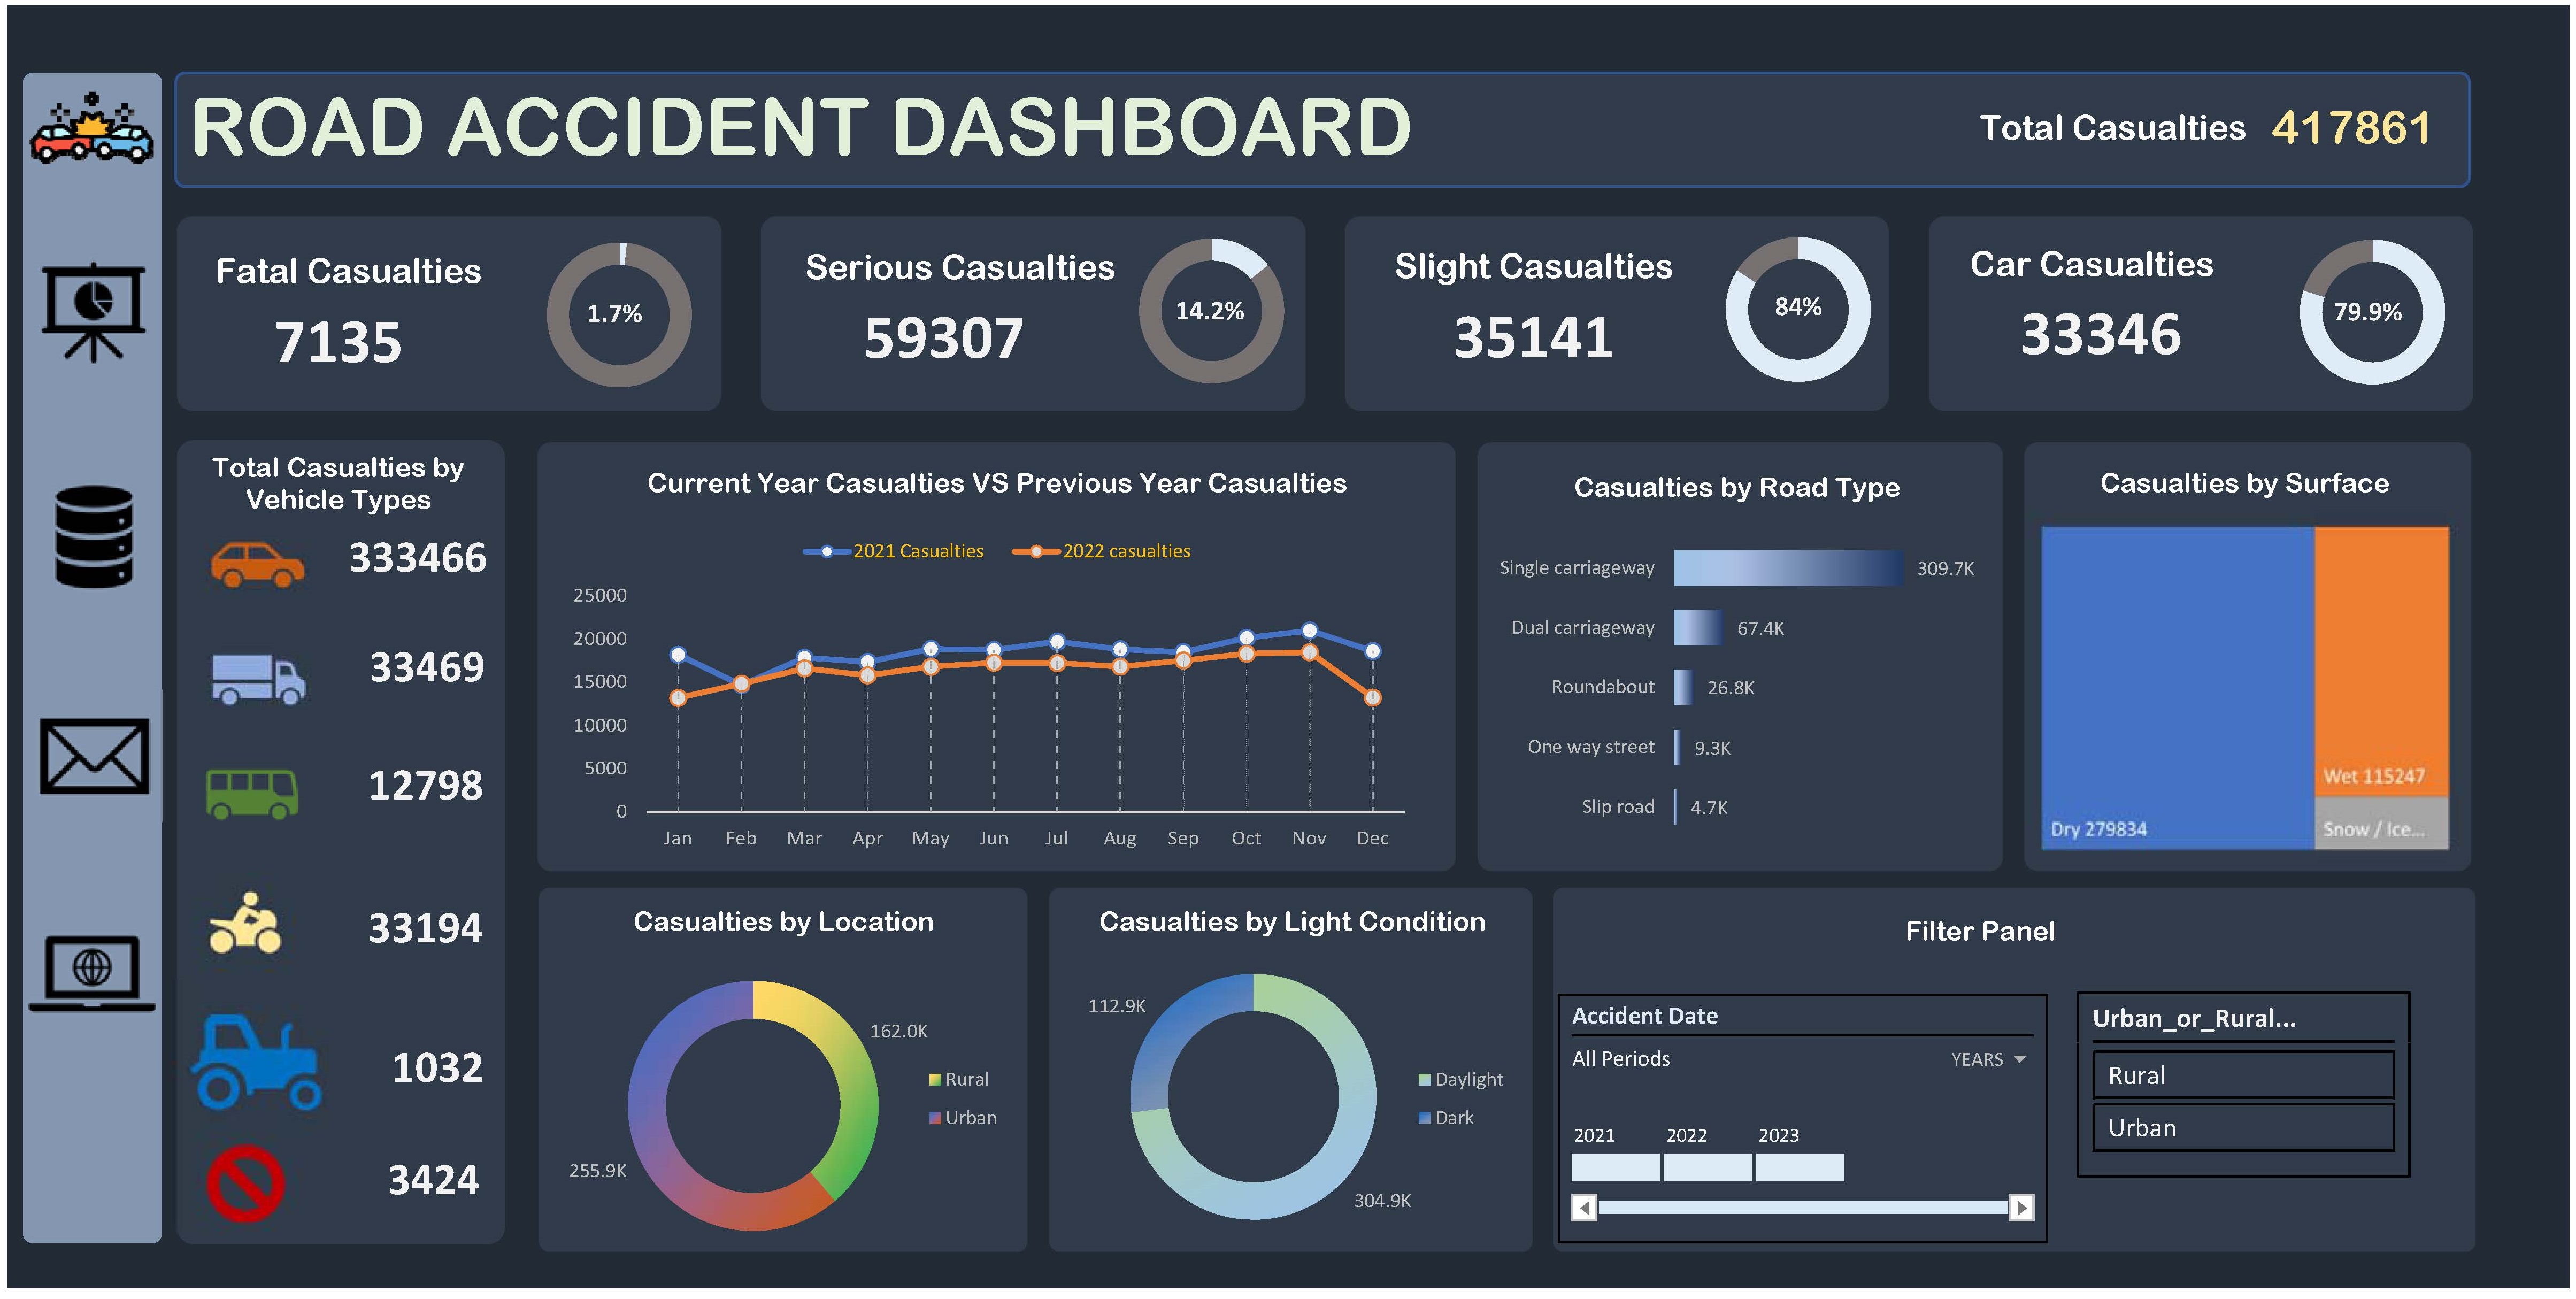 ROAD ACCIDENT DASHBOARD
Total Casualties 417861
Fatal Casualties
7135
1.7%
Serious Casualties
59307
14.2%
Slight Casualties
35141
84%
Car Casualties
33346
79.9%
Total Casualties by
Vehicle Types
333466
33469
12798
33194
1032
3424
Current Year Casualties VS Previous Year Casualties
2021 Casualties
2022 casualties
25000
20000
15000
10000
5000
0
Jan Feb Mar Apr May Jun Jul Aug Sep Oct Nov Dec
Casualties by Road Type
Single carriageway 309.7K
Dual carriageway 67.4K
Roundabout 26.8K
One way street 9.3K
Slip road 4.7K
Casualties by Surface
Wet 115247
Dry 279834
Snow / Ice...
Casualties by Location
162.0K
Rural
Urban
255.9K
Casualties by Light Condition
112.9K
Daylight
Dark
304.9K
Filter Panel
Accident Date
All Periods YEARS
2021 2022 2023
Urban_or_Rural...
Rural
Urban